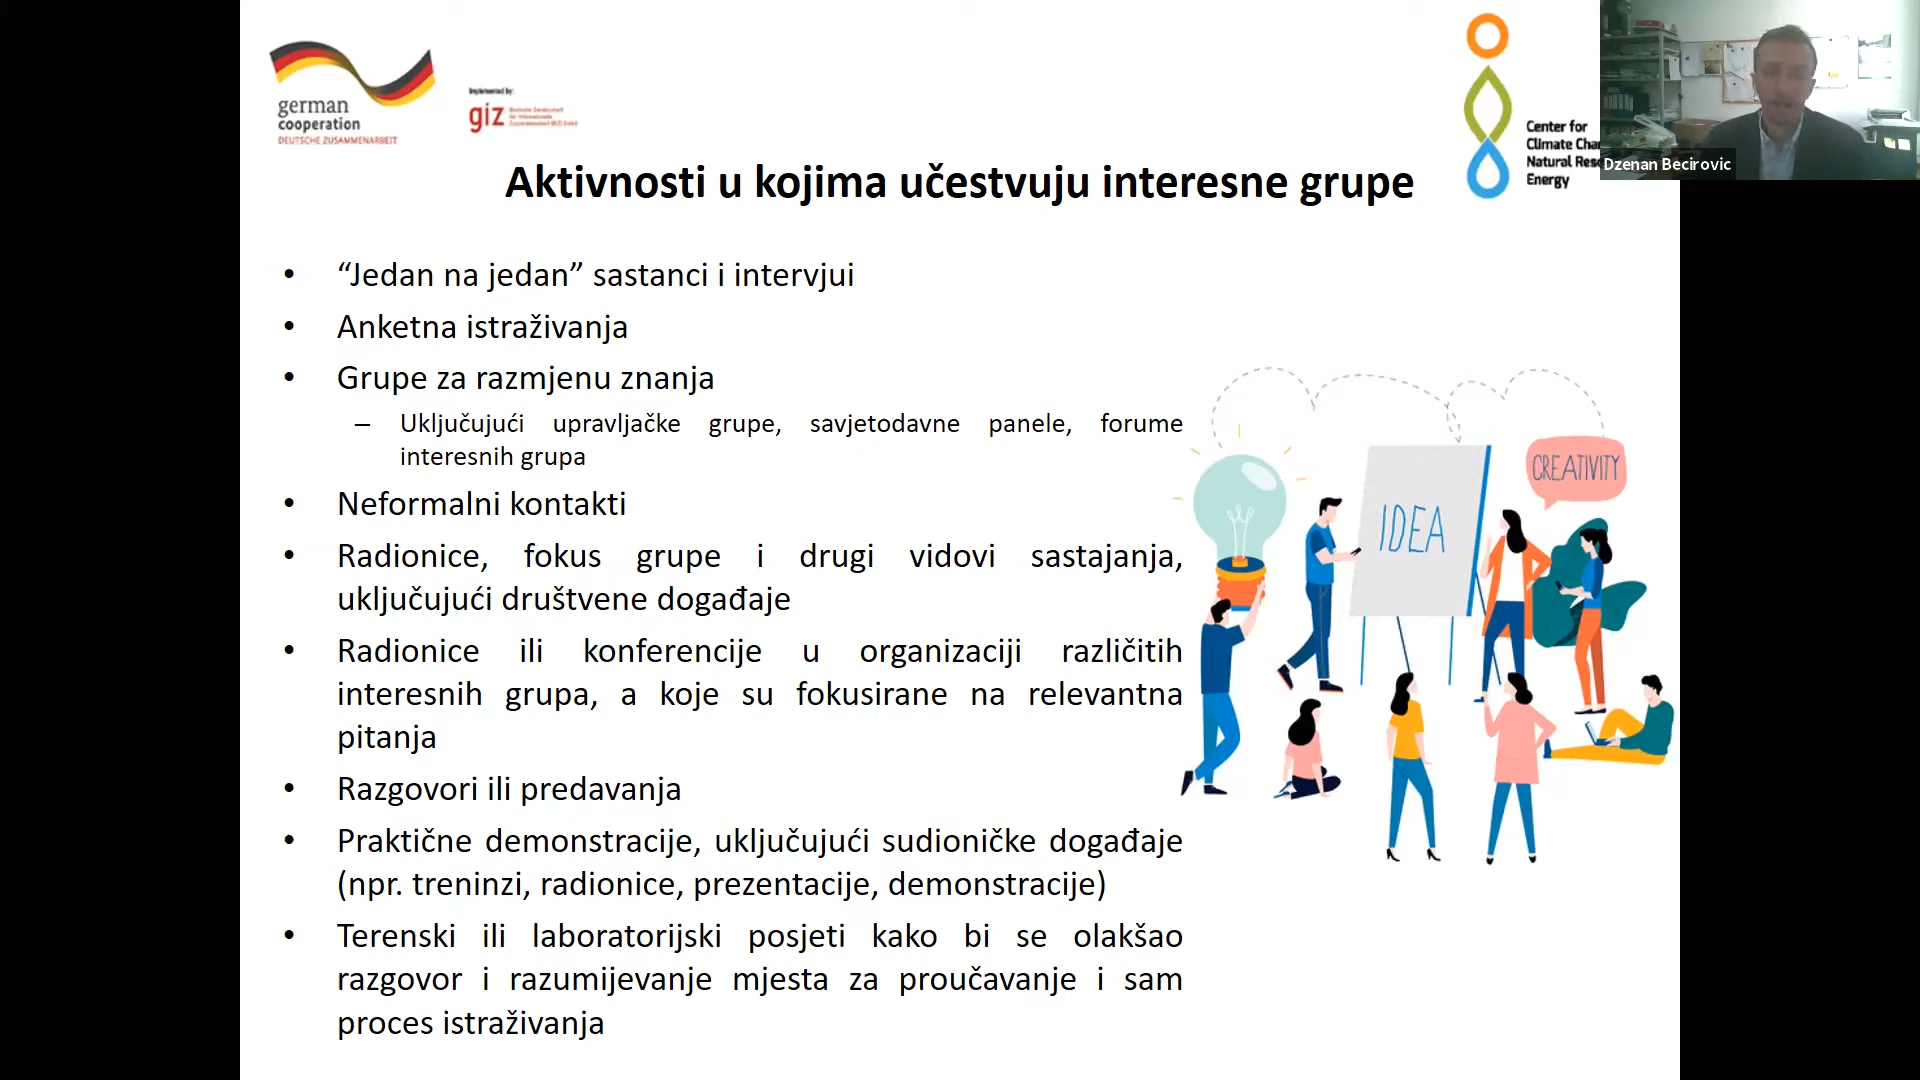 german
cooperation
DEUTSCHE ZUSAMMENARBEIT
Implemented by:
giz
Center for
Climate
Natural
Energy
Dzenan Becirovic
Aktivnosti u kojima učestvuju interesne grupe
• “Jedan na jedan” sastanci i intervjui
• Anketna istraživanja
• Grupe za razmjenu znanja
– Uključujući upravljačke grupe, savjetodavne panele, forume
interesnih grupa
• Neformalni kontakti
• Radionice, fokus grupe i drugi vidovi sastajanja,
uključujući društvene događaje
• Radionice ili konferencije u organizaciji različitih
interesnih grupa, a koje su fokusirane na relevantna
pitanja
• Razgovori ili predavanja
• Praktične demonstracije, uključujući sudioničke događaje
(npr. treninzi, radionice, prezentacije, demonstracije)
• Terenski ili laboratorijski posjeti kako bi se olakšao
razgovor i razumijevanje mjesta za proučavanje i sam
proces istraživanja
IDEA
CREATIVITY